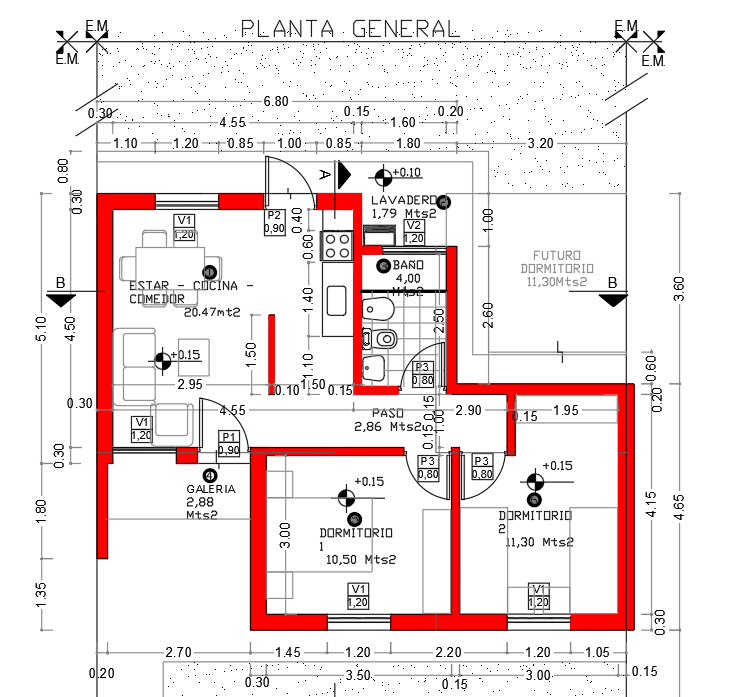 PLANTA GENERAL
E.M
E.M
E.M.
E.M.
6.80
0.30
0.15
0.20
4.55
1.60
1.10
1.20
0.85
1.00
0.85
1.80
3.20
0.80
0.30
A
+0.10
P2
0,90
0.40
V1
1,20
LAVADERO
1,79 Mts2
V2
1,20
1.00
0.60
BAÑO
4,00
Mts2
FUTURO
DORMITORIO
11,30Mts2
ESTAR - COCINA -
COMEDOR
20.47mt2
B
B
3.60
5.10
4.50
1.40
2.50
2.60
+0.15
1.50
1.10
P3
0,80
0.60
2.95
0.10
1.50
0.15
0.30
4.55
PASO
2,86 Mts2
0.15
1.00
0.15
2.90
0.15
1.95
0.20
V1
1,20
P1
0,90
0.30
P3
0,80
P3
0,80
4
GALERIA
2,88
Mts2
+0.15
+0.15
1.80
3.00
DORMITORIO
1
10,50 Mts2
DORMITORIO
2
11,30 Mts2
4.15
4.65
V1
1,20
V1
1,20
1.35
0.30
2.70
1.45
1.20
2.20
1.20
1.05
0.20
0.30
3.50
0.15
3.00
0.15